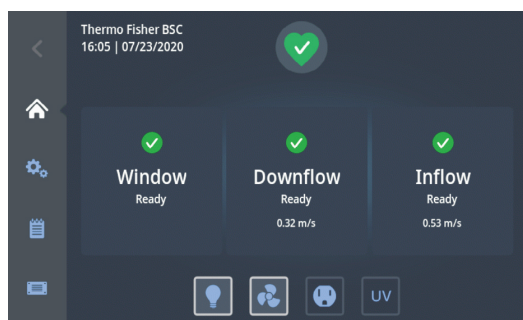 Thermo Fisher BSC
16:05 | 07/23/2020
Window
Ready
Downflow
Ready
0.32 m/s
Inflow
Ready
0.53 m/s
UV